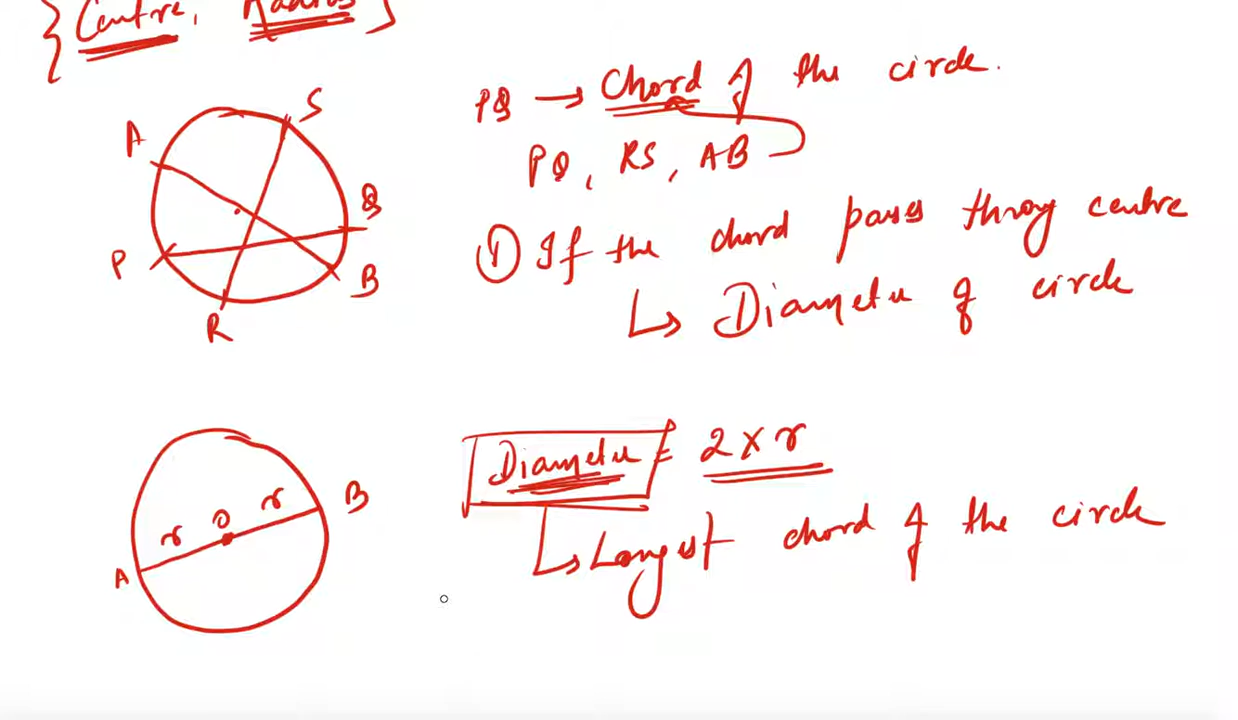 { Centre, Radius }
S
A
Q
P
B
R
PQ → Chord of the circle.
PQ, RS, AB
① If the chord pass throug centre
↳ Diameter of circle
Diameter = 2 × r
↳ Longest chord of the circle
r O r B
A